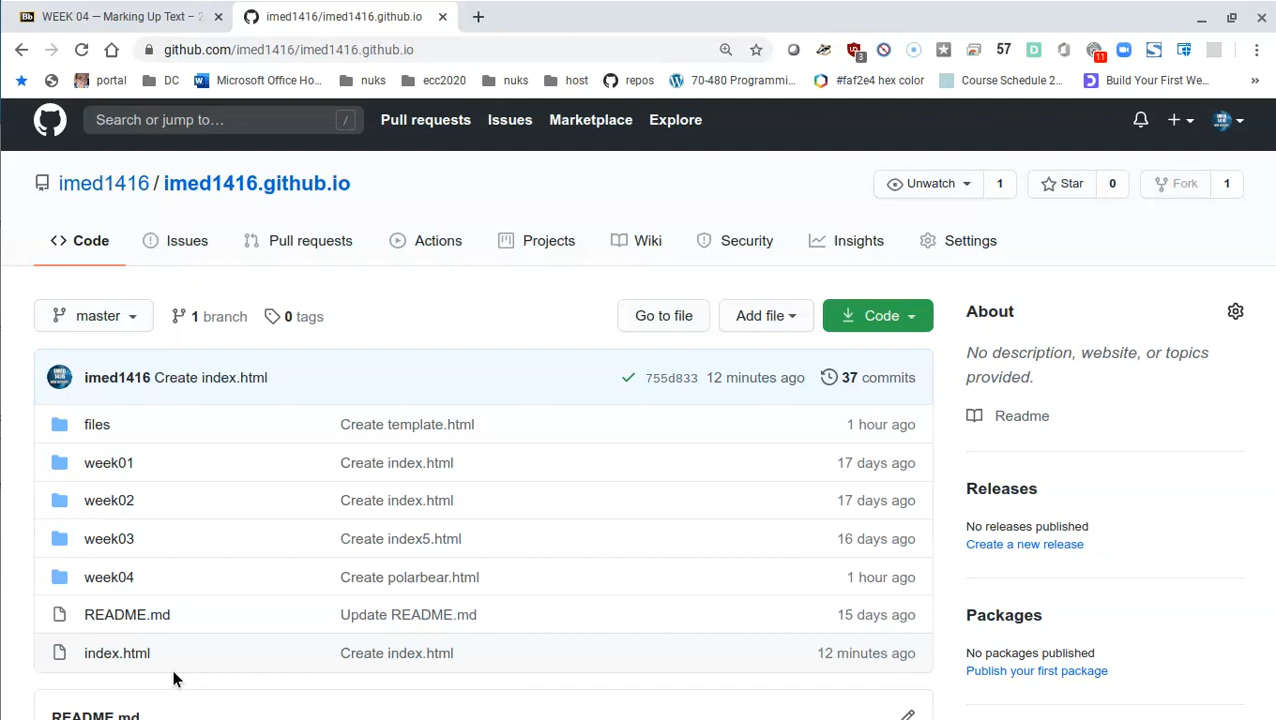 Bb WEEK 04 — Marking Up Text – 2
imed1416/imed1416.github.io
github.com/imed1416/imed1416.github.io
3
57
11
portal
DC
Microsoft Office Ho...
nuks
ecc2020
nuks
host
repos
70-480 Programmi...
#faf2e4 hex color
Course Schedule 2...
Build Your First We...
»
Search or jump to… /
Pull requests
Issues
Marketplace
Explore
imed1416 / imed1416.github.io
Unwatch 1
Star 0
Fork 1
Code
Issues
Pull requests
Actions
Projects
Wiki
Security
Insights
Settings
master
1 branch
0 tags
Go to file
Add file
Code
imed1416 Create index.html 755d833 12 minutes ago 37 commits
files Create template.html 1 hour ago
week01 Create index.html 17 days ago
week02 Create index.html 17 days ago
week03 Create index5.html 16 days ago
week04 Create polarbear.html 1 hour ago
README.md Update README.md 15 days ago
index.html Create index.html 12 minutes ago
README.md
About
No description, website, or topics
provided.
Readme
Releases
No releases published
Create a new release
Packages
No packages published
Publish your first package